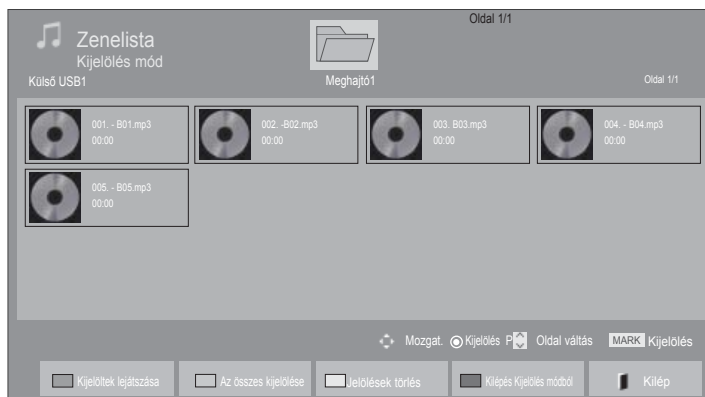 Oldal 1/1
Zenelista
Kijelölés mód
Külső USB1
Meghajtó1
Oldal 1/1
001. - B01.mp3
00:00
002. -B02.mp3
00:00
003. B03.mp3
00:00
004. - B04.mp3
00:00
005. - B05.mp3
00:00
Mozgat. Kijelölés P Oldal váltás MARK Kijelölés
Kijelöltek lejátszása
Az összes kijelölése
Jelölések törlés
Kilépés Kijelölés módból
Kilép